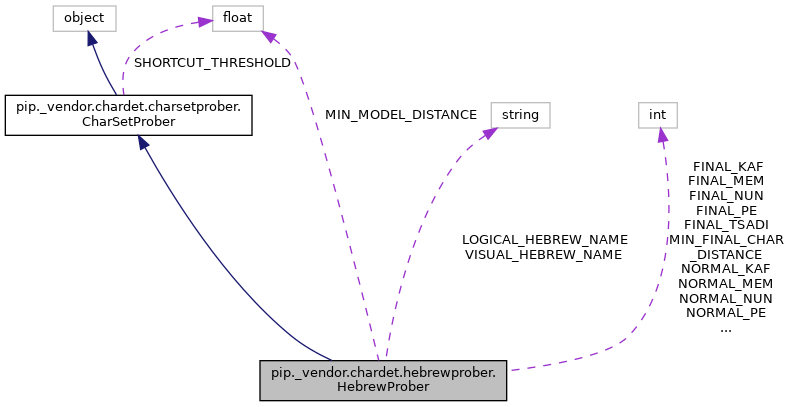 object
float
SHORTCUT_THRESHOLD
pip._vendor.chardet.charsetprober.
CharSetProber
MIN_MODEL_DISTANCE
string
int
FINAL_KAF
FINAL_MEM
FINAL_NUN
FINAL_PE
FINAL_TSADI
MIN_FINAL_CHAR
_DISTANCE
NORMAL_KAF
NORMAL_MEM
NORMAL_NUN
NORMAL_PE
...
LOGICAL_HEBREW_NAME
VISUAL_HEBREW_NAME
pip._vendor.chardet.hebrewprober.
HebrewProber